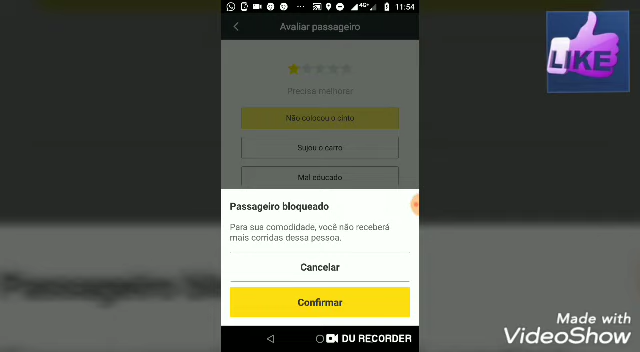 4G+ 11:54
Avaliar passageiro
Precisa melhorar
Não colocou o cinto
Sujou o carro
Mal educado
Passageiro bloqueado
Para sua comodidade, você não receberá
mais corridas dessa pessoa.
Cancelar
Confirmar
DU RECORDER
LIKE
Made with
VideoShow